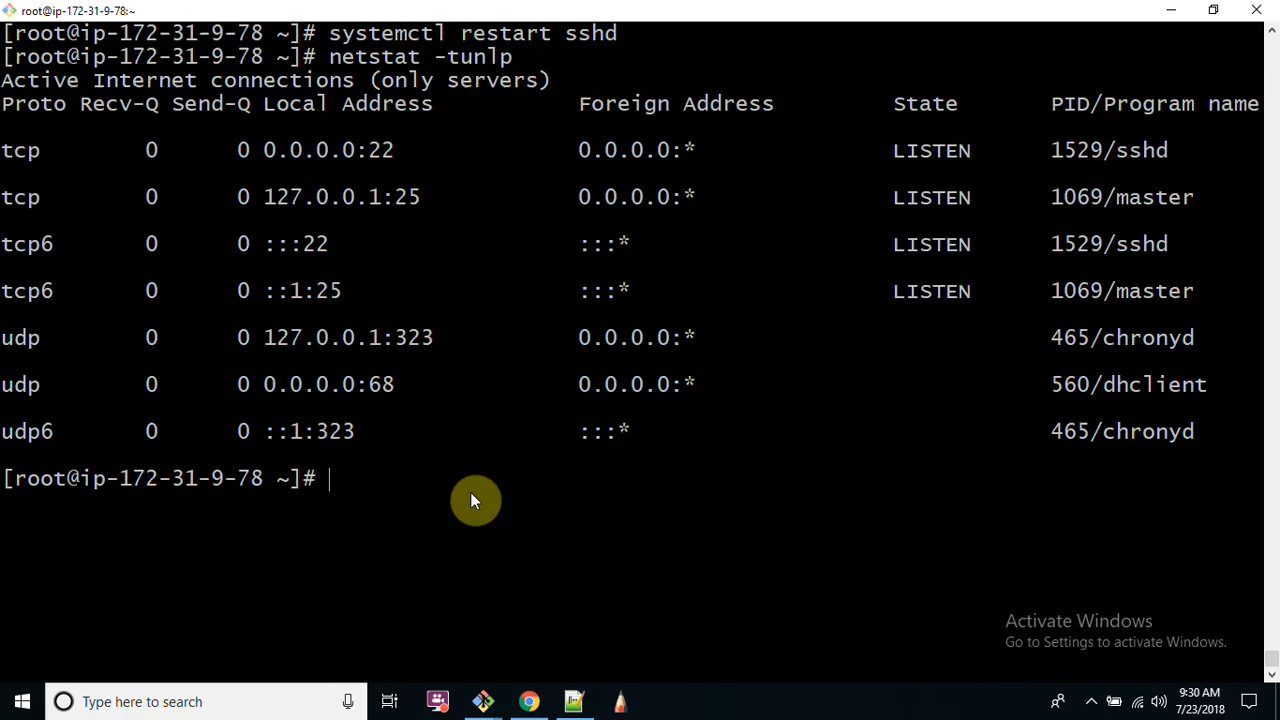 root@ip-172-31-9-78:~
[root@ip-172-31-9-78 ~]# systemctl restart sshd
[root@ip-172-31-9-78 ~]# netstat -tunlp
Active Internet connections (only servers)
Proto Recv-Q Send-Q Local Address Foreign Address State PID/Program name
tcp 0 0 0.0.0.0:22 0.0.0.0:* LISTEN 1529/sshd
tcp 0 0 127.0.0.1:25 0.0.0.0:* LISTEN 1069/master
tcp6 0 0 :::22 :::* LISTEN 1529/sshd
tcp6 0 0 ::1:25 :::* LISTEN 1069/master
udp 0 0 127.0.0.1:323 0.0.0.0:* 465/chronyd
udp 0 0 0.0.0.0:68 0.0.0.0:* 560/dhclient
udp6 0 0 ::1:323 :::* 465/chronyd
[root@ip-172-31-9-78 ~]#
Activate Windows
Go to Settings to activate Windows.
Type here to search
9:30 AM
7/23/2018